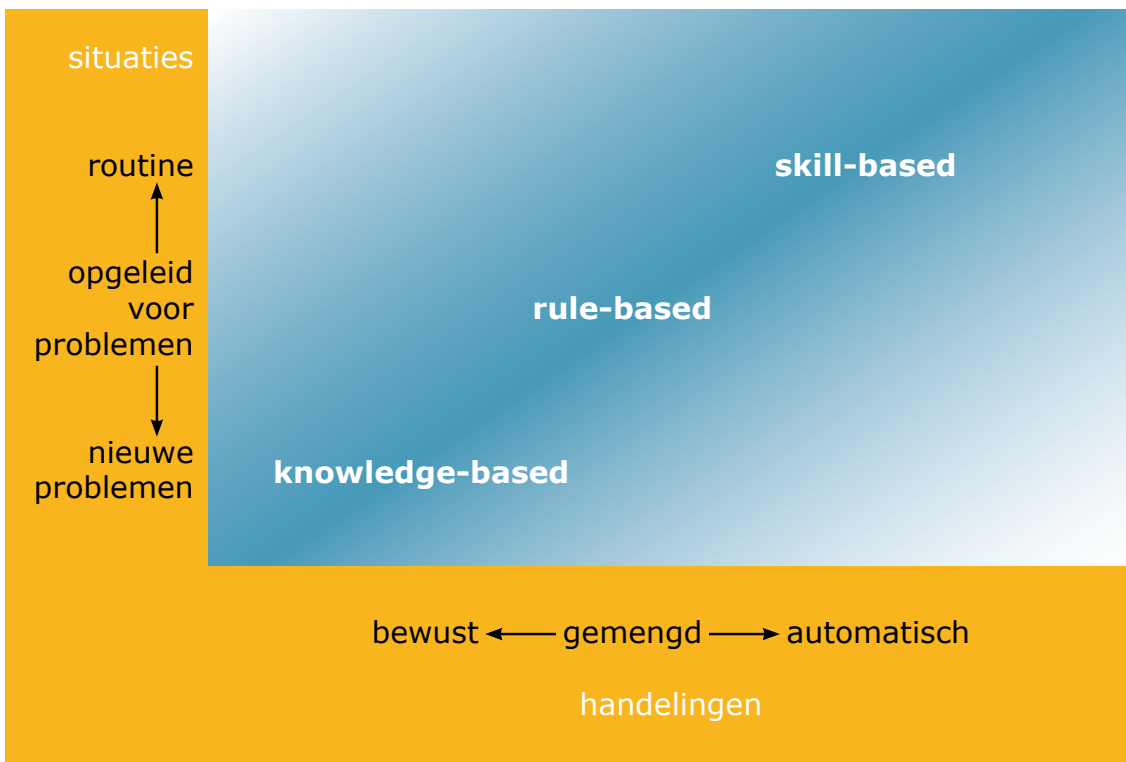 situaties
routine
skill-based
opgeleid
voor
problemen
rule-based
nieuwe
problemen
knowledge-based
bewust gemengd automatisch
handelingen